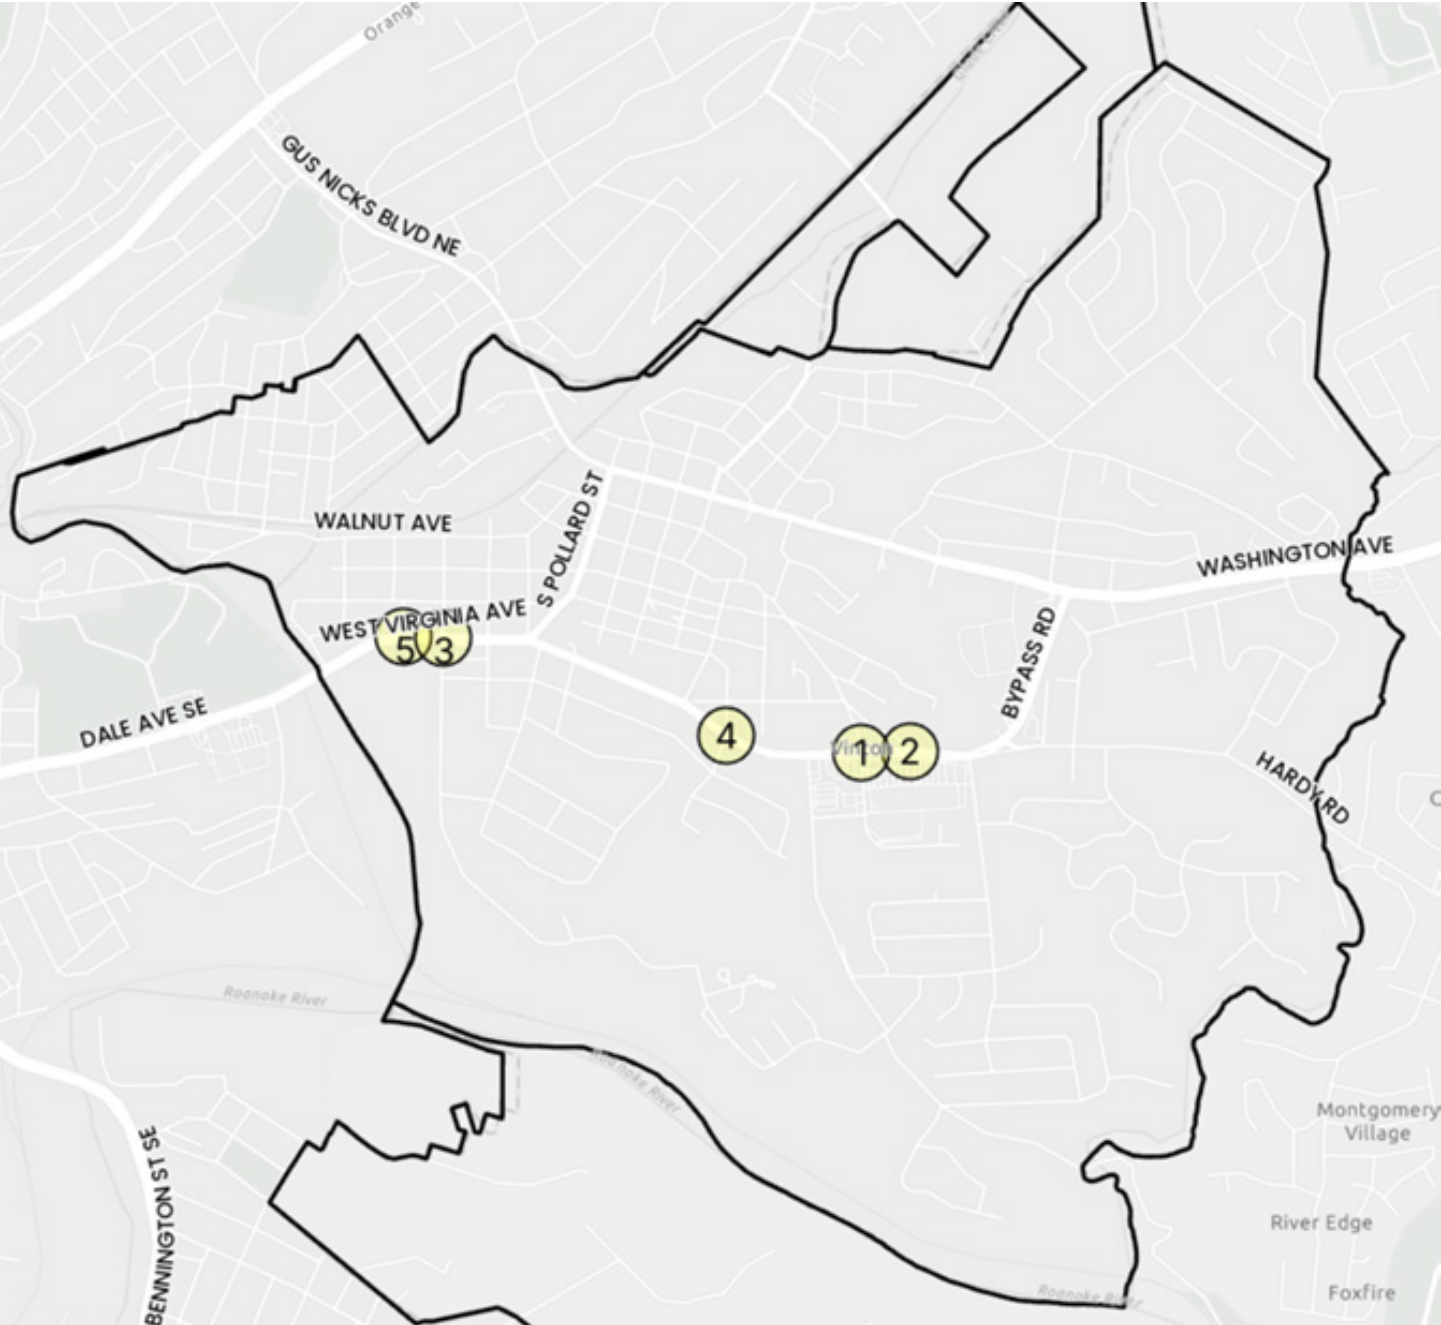 Orange
GUS NICKS BLVD NE
WALNUT AVE
S POLLARD ST
WASHINGTON AVE
WEST VIRGINIA AVE
5
3
BYPASS RD
DALE AVE SE
4
Vinton
1
2
HARDY RD
C
Roanoke River
Roanoke River
Montgomery
Village
BENNINGTON ST SE
River Edge
Roanoke River
Foxfire